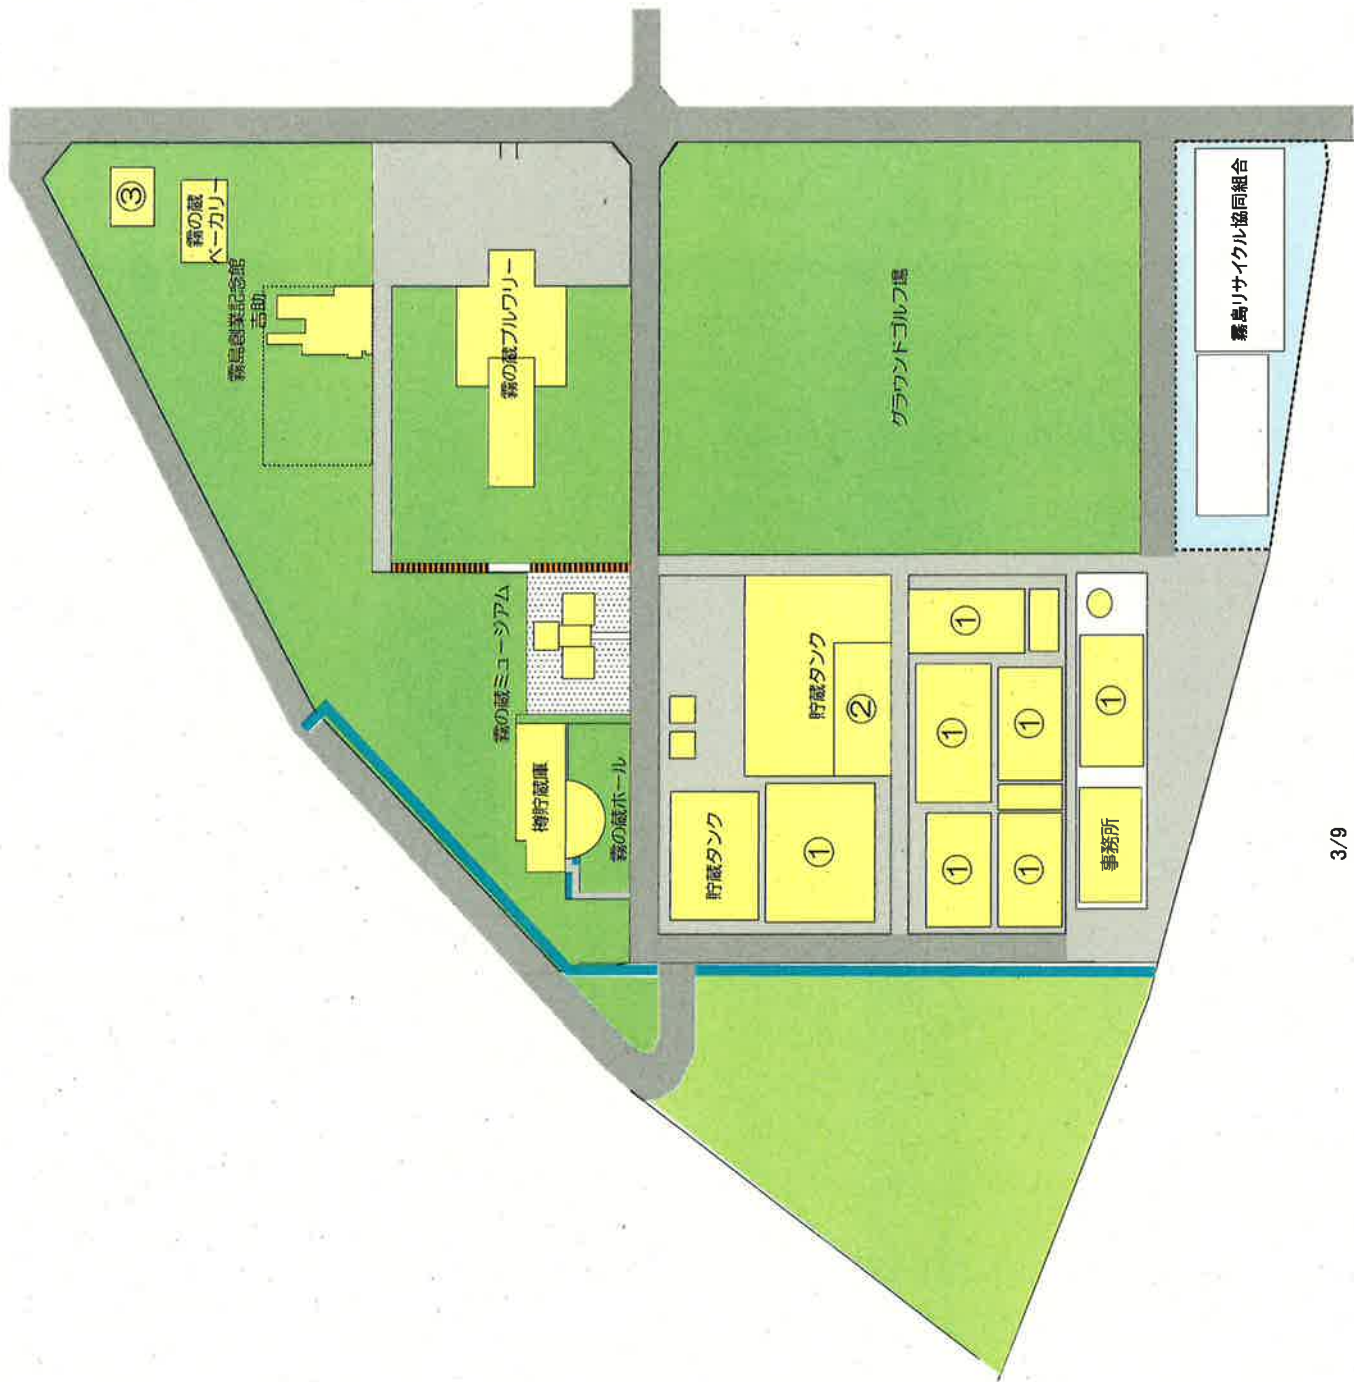 ③
霧の蔵
ベーカリー
霧島創業記念館
吉助
霧の蔵ブルワリー
霧の蔵ミュージアム
樽貯蔵庫
霧の蔵ホール
グラウンドゴルフ場
霧島リサイクル協同組合
貯蔵タンク
②
貯蔵タンク
①
①
①
①
①
①
①
事務所
3/9